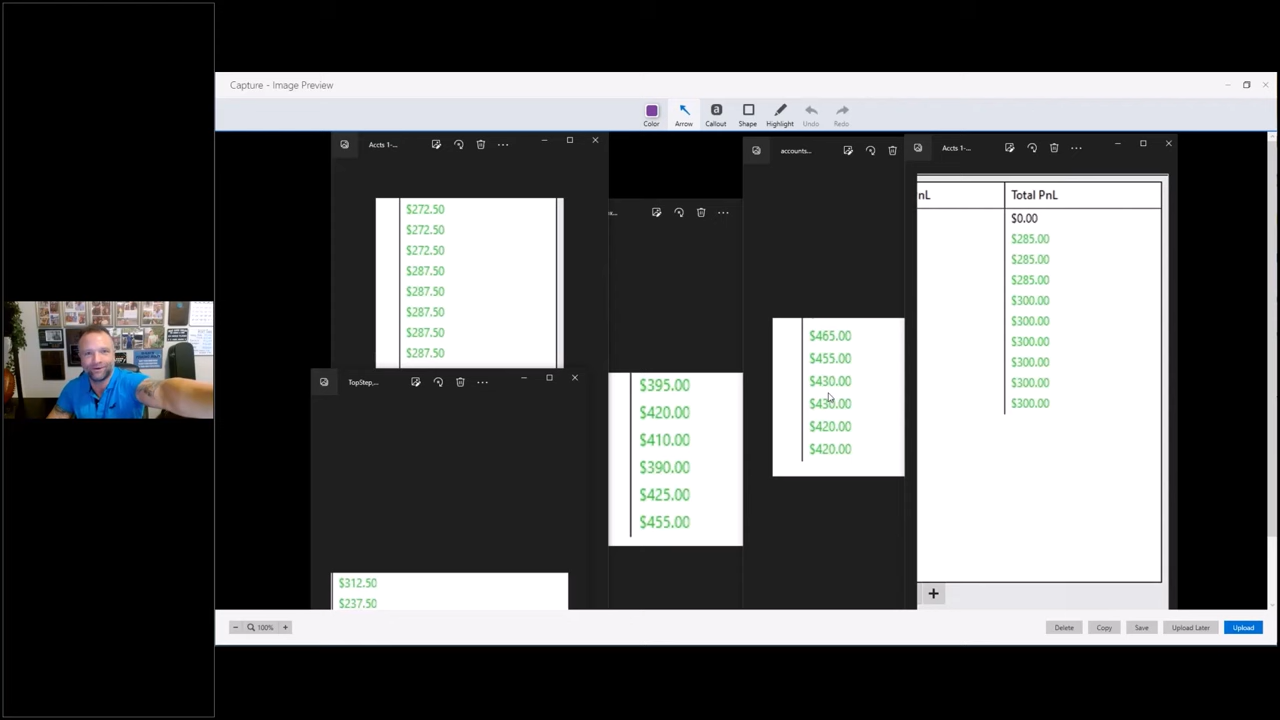 Capture - Image Preview
Color
Arrow
Callout
Shape
Highlight
Undo
Redo
Accts 1-...
$272.50
$272.50
$272.50
$287.50
$287.50
$287.50
$287.50
$287.50
TopStep,...
$312.50
$237.50
$395.00
$420.00
$410.00
$390.00
$425.00
$455.00
accounts...
$465.00
$455.00
$430.00
$430.00
$420.00
$420.00
Accts 1-...
nL
Total PnL
$0.00
$285.00
$285.00
$285.00
$300.00
$300.00
$300.00
$300.00
$300.00
$300.00
100%
Delete
Copy
Save
Upload Later
Upload